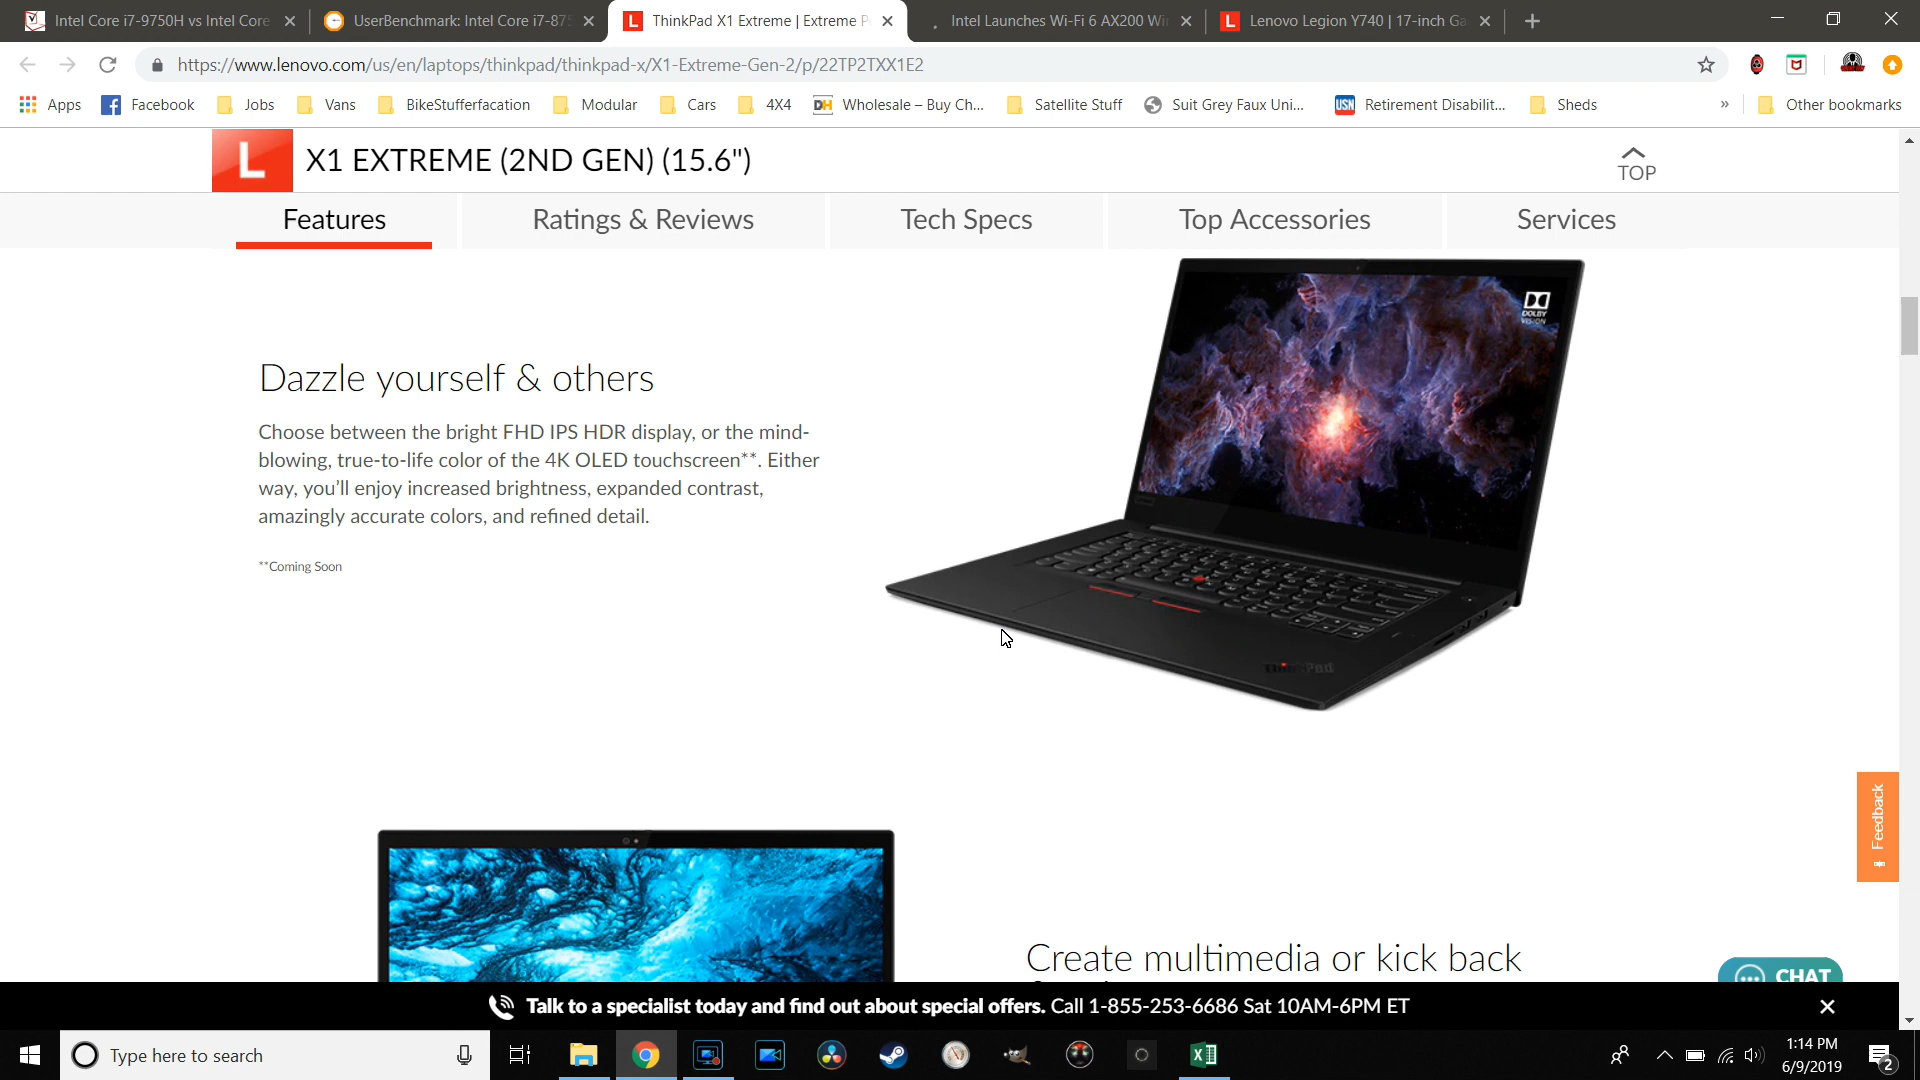 Intel Core i7-9750H vs Intel Core
UserBenchmark: Intel Core i7-875
ThinkPad X1 Extreme | Extreme P
Intel Launches Wi-Fi 6 AX200 Wi
Lenovo Legion Y740 | 17-inch Ga
https://www.lenovo.com/us/en/laptops/thinkpad/thinkpad-x/X1-Extreme-Gen-2/p/22TP2TXX1E2
Apps
Facebook
Jobs
Vans
BikeStufferfacation
Modular
Cars
4X4
DH
Wholesale – Buy Ch...
Satellite Stuff
Suit Grey Faux Uni...
USN
Retirement Disabilit...
Sheds
»
Other bookmarks
L
X1 EXTREME (2ND GEN) (15.6")
TOP
Features
Ratings & Reviews
Tech Specs
Top Accessories
Services
DOLBY
VISION
Dazzle yourself & others
Choose between the bright FHD IPS HDR display, or the mind-
blowing, true-to-life color of the 4K OLED touchscreen**. Either
way, you'll enjoy increased brightness, expanded contrast,
amazingly accurate colors, and refined detail.
**Coming Soon
ThinkPad
Feedback
Create multimedia or kick back
CHAT
Talk to a specialist today and find out about special offers. Call 1-855-253-6686 Sat 10AM-6PM ET
Type here to search
1:14 PM
6/9/2019
2